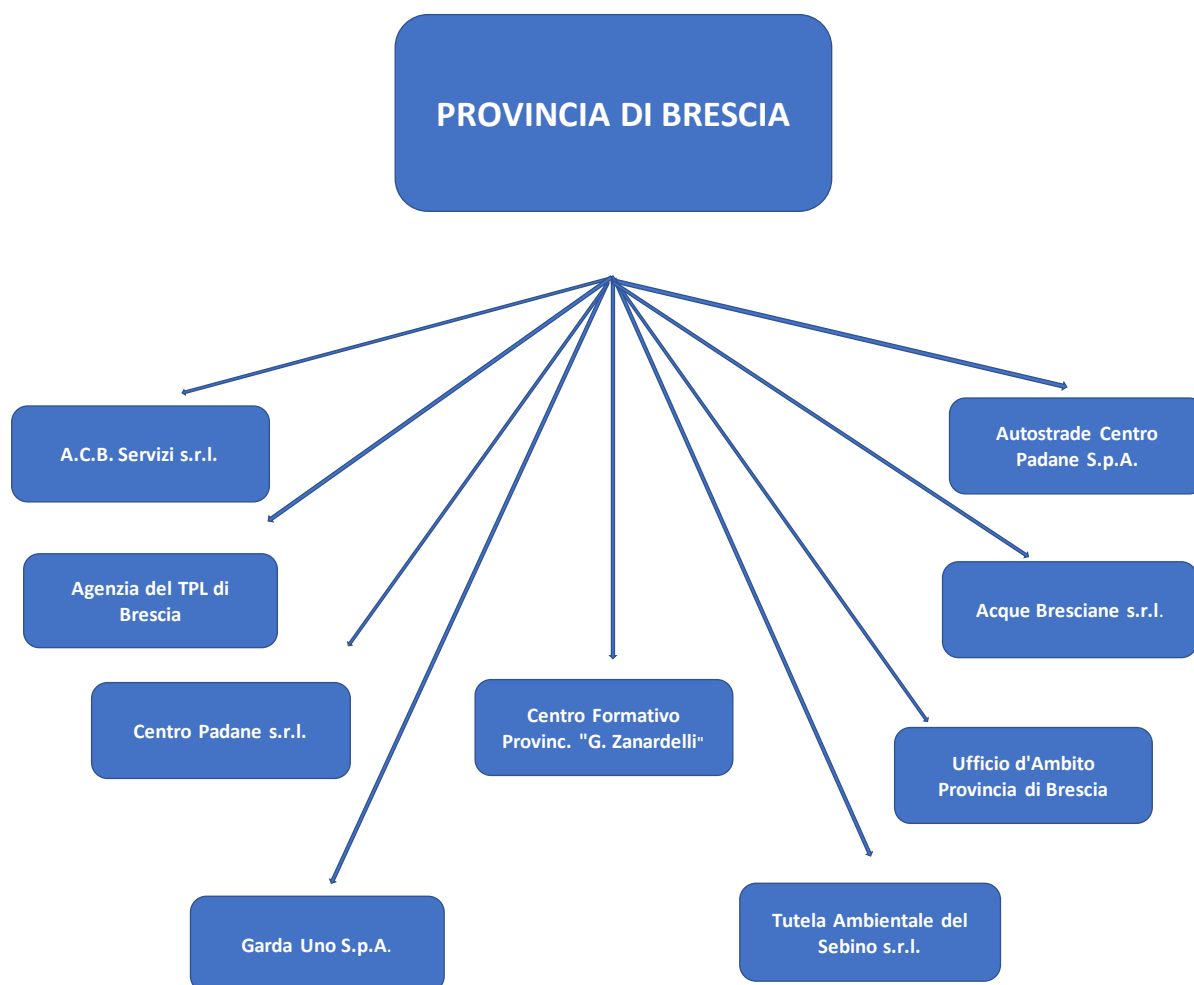 PROVINCIA DI BRESCIA
A.C.B. Servizi s.r.l.
Autostrade Centro
Padane S.p.A.
Agenzia del TPL di
Brescia
Acque Bresciane s.r.l.
Centro Padane s.r.l.
Centro Formativo
Provinc. "G. Zanardelli"
Ufficio d'Ambito
Provincia di Brescia
Garda Uno S.p.A.
Tutela Ambientale del
Sebino s.r.l.